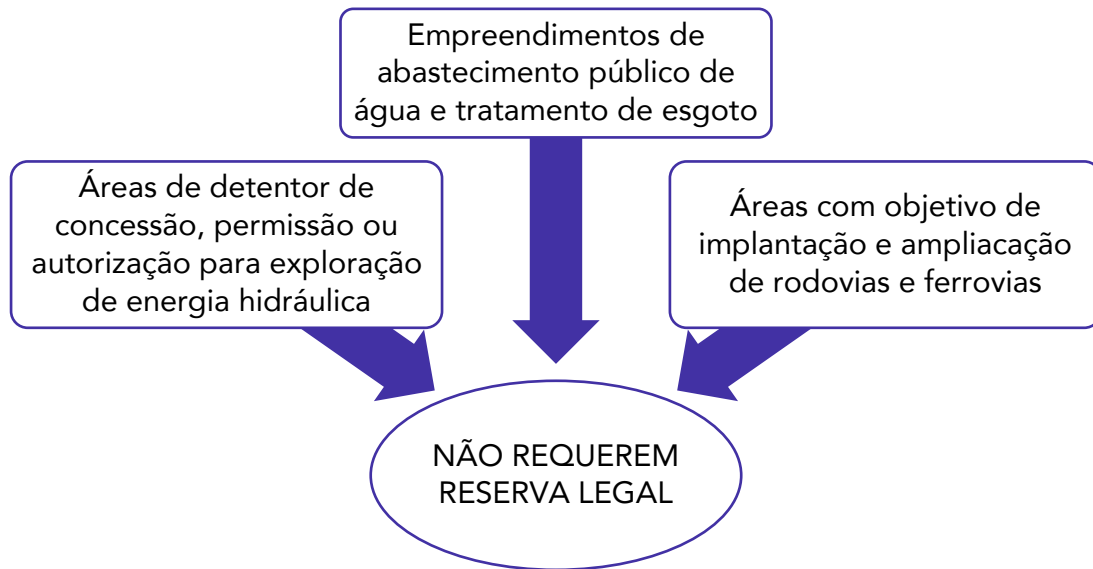 Empreendimentos de
abastecimento público de
água e tratamento de esgoto
Áreas de detentor de
concessão, permissão ou
autorização para exploração
de energia hidráulica
Áreas com objetivo de
implantação e ampliacação
de rodovias e ferrovias
NÃO REQUEREM
RESERVA LEGAL